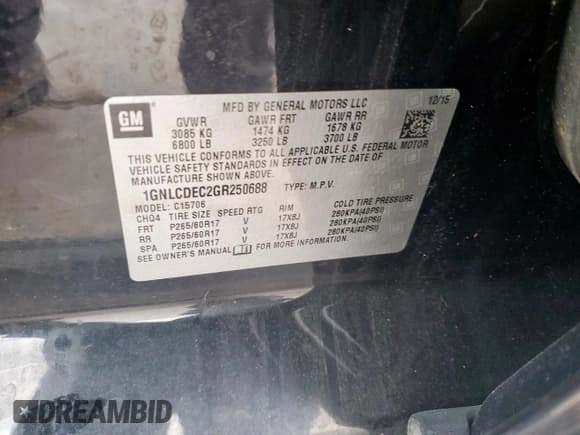 MFD BY GENERAL MOTORS LLC 12/15
GM
GVWR GAWR FRT GAWR RR
3085 KG 1474 KG 1678 KG
6800 LB 3250 LB 3700 LB
THIS VEHICLE CONFORMS TO ALL APPLICABLE U.S. FEDERAL MOTOR
VEHICLE SAFETY STANDARDS IN EFFECT ON THE DATE OF
MANUFACTURE SHOWN ABOVE.
1GNLCDEC2GR250688 TYPE: M.P.V.
MODEL: C15706
CHQ4 TIRE SIZE SPEED RTG RIM COLD TIRE PRESSURE
FRT P265/60R17 V 17X8J 280KPA(40PSI)
RR P265/60R17 V 17X8J 280KPA(40PSI)
SPA P265/60R17 V 17X8J 280KPA(40PSI)
SEE OWNER'S MANUAL FOR MORE INFORMATION.
DREAMBID